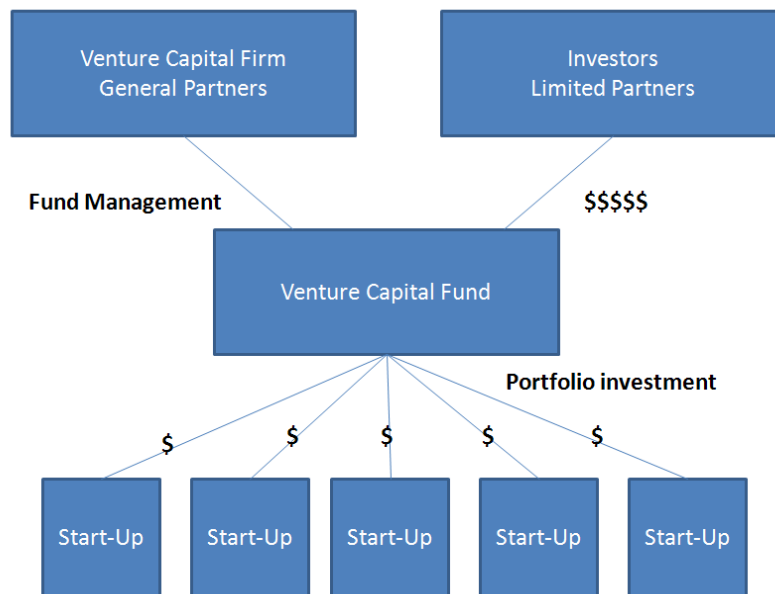 Venture Capital Firm
General Partners
Investors
Limited Partners
Fund Management
$$$$$
Venture Capital Fund
Portfolio investment
$
$
$
$
$
Start-Up
Start-Up
Start-Up
Start-Up
Start-Up